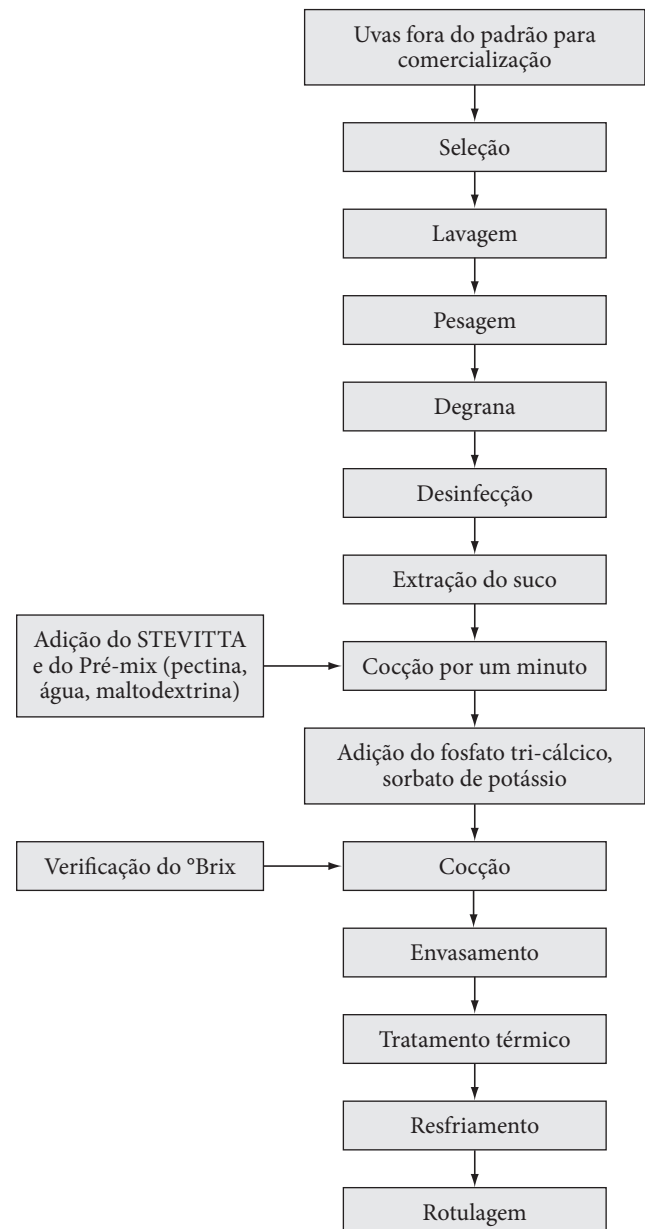 Uvas fora do padrão para
comercialização
Seleção
Lavagem
Pesagem
Degrana
Desinfecção
Extração do suco
Adição do STEVITTA
e do Pré-mix (pectina,
água, maltodextrina)
Cocção por um minuto
Adição do fosfato tri-cálcico,
sorbato de potássio
Verificação do °Brix
Cocção
Envasamento
Tratamento térmico
Resfriamento
Rotulagem